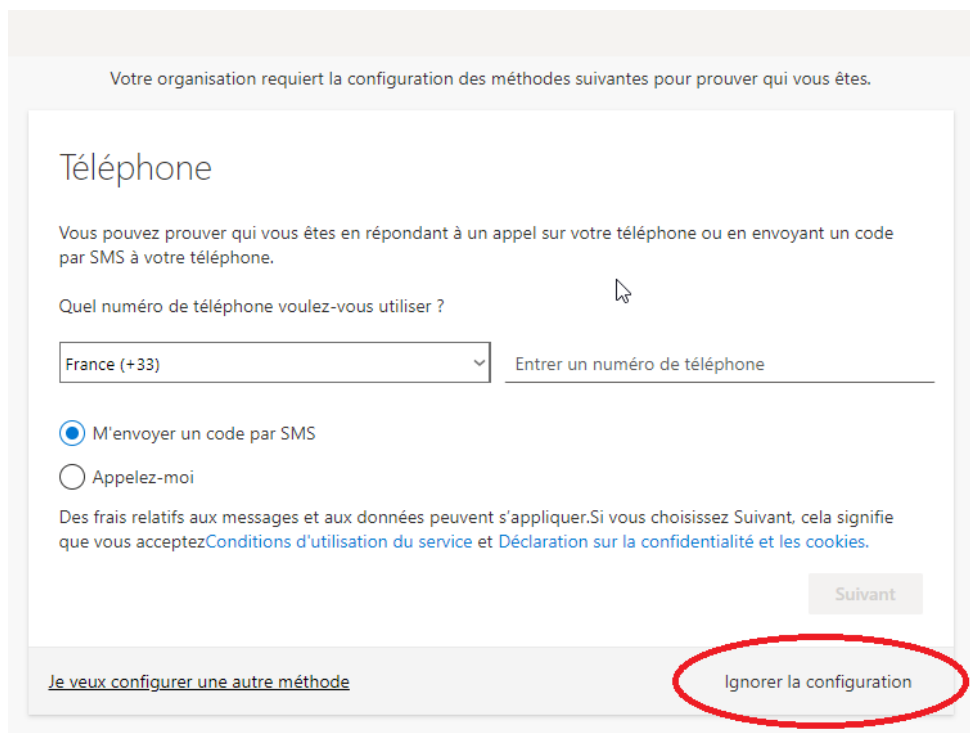 Votre organisation requiert la configuration des méthodes suivantes pour prouver qui vous êtes.
Téléphone
Vous pouvez prouver qui vous êtes en répondant à un appel sur votre téléphone ou en envoyant un code
par SMS à votre téléphone.
Quel numéro de téléphone voulez-vous utiliser ?
France (+33)
Entrer un numéro de téléphone
M'envoyer un code par SMS
Appelez-moi
Des frais relatifs aux messages et aux données peuvent s'appliquer.Si vous choisissez Suivant, cela signifie
que vous acceptezConditions d'utilisation du service et Déclaration sur la confidentialité et les cookies.
Suivant
Je veux configurer une autre méthode
Ignorer la configuration